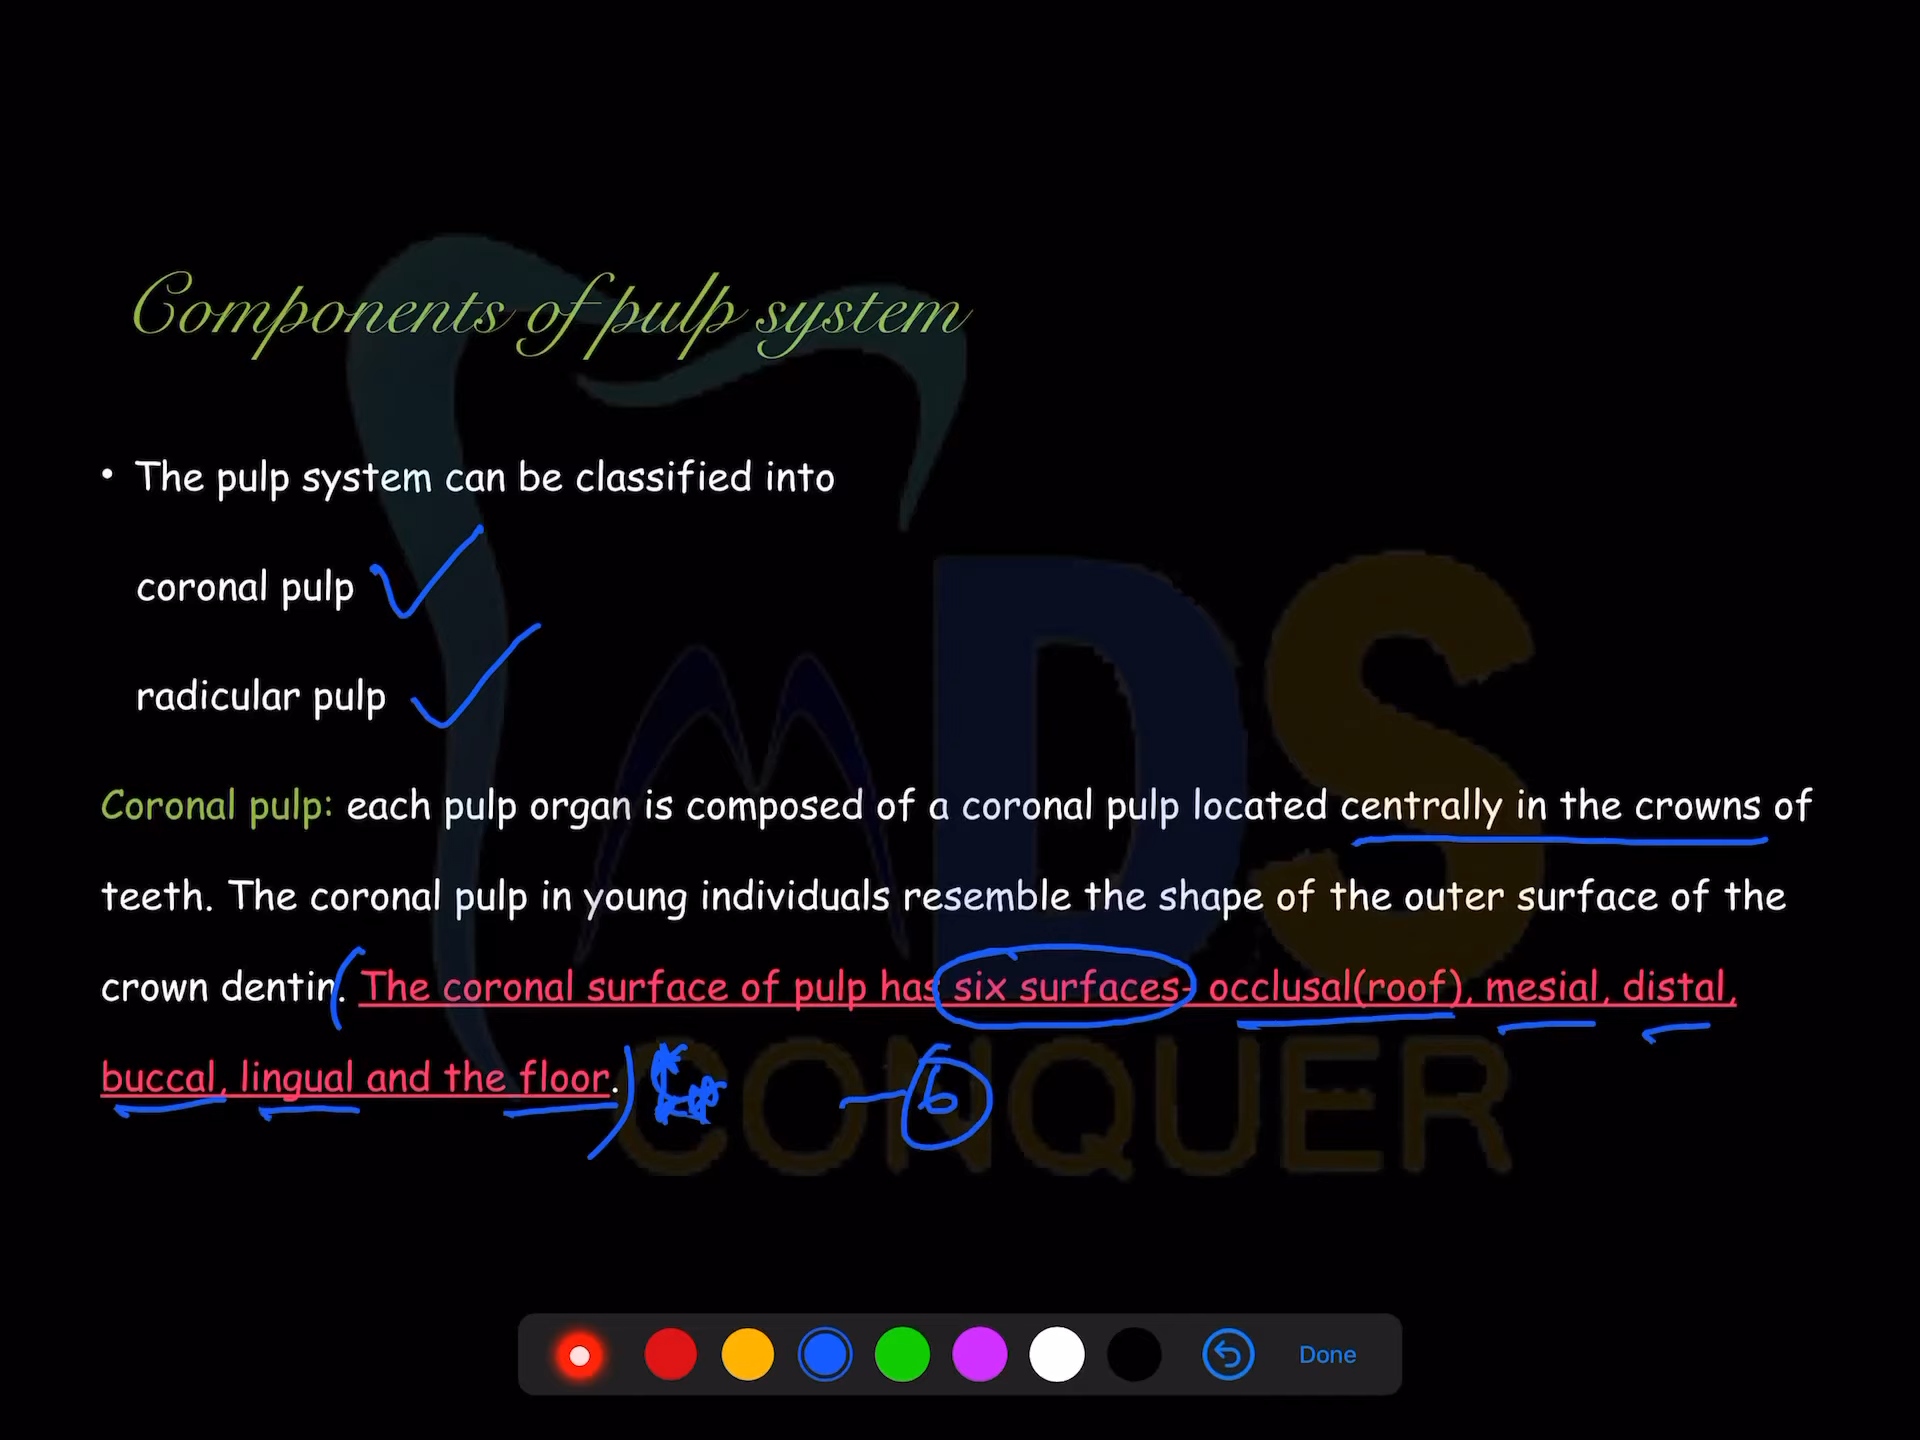 Components of pulp system
• The pulp system can be classified into
coronal pulp
radicular pulp
Coronal pulp: each pulp organ is composed of a coronal pulp located centrally in the crowns of
teeth. The coronal pulp in young individuals resemble the shape of the outer surface of the
crown dentin. The coronal surface of pulp has six surfaces- occlusal(roof), mesial, distal,
buccal, lingual and the floor.
6
MDS
CONQUER
Done